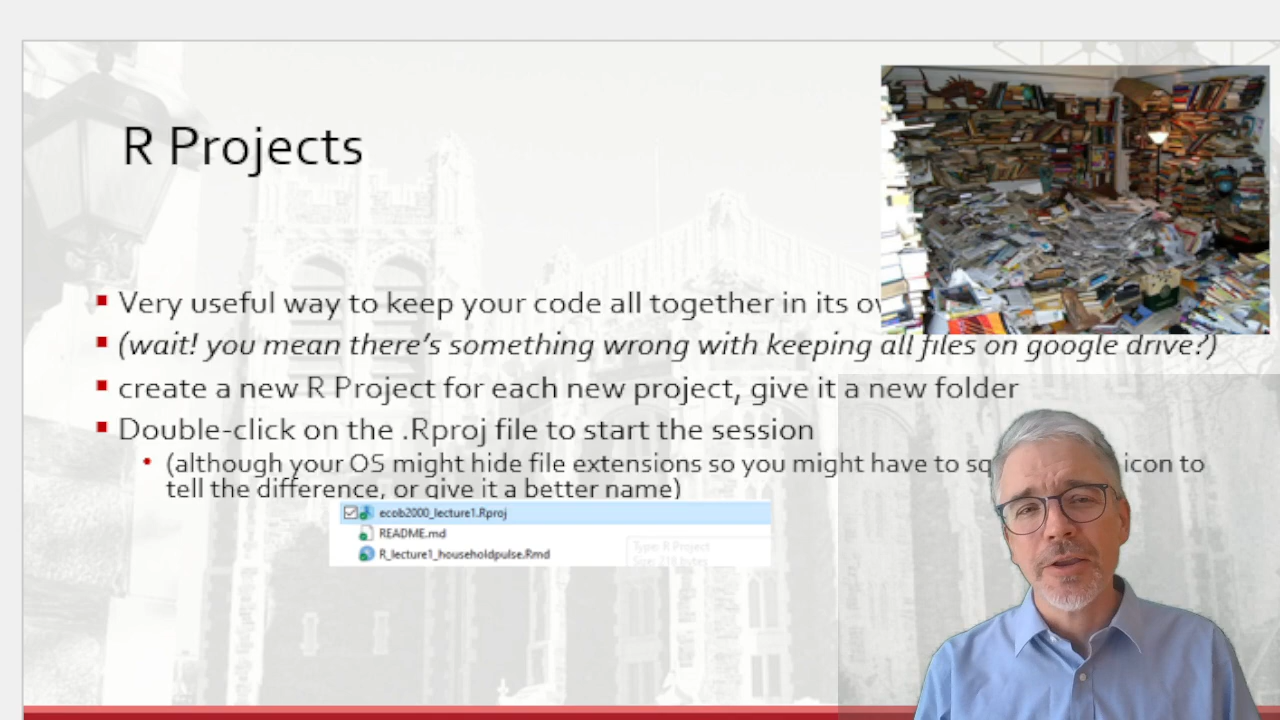 R Projects
Very useful way to keep your code all together in its
(wait! you mean there's something wrong with keeping all files on google drive?)
create a new R Project for each new project, give it a new folder
Double-click on the .Rproj file to start the session
(although your OS might hide file extensions so you might have to icon to
tell the difference, or give it a better name)
ecob2000_lecture1.Rproj
README.md
R_lecture1_householdpulse.Rmd
Type: R Project